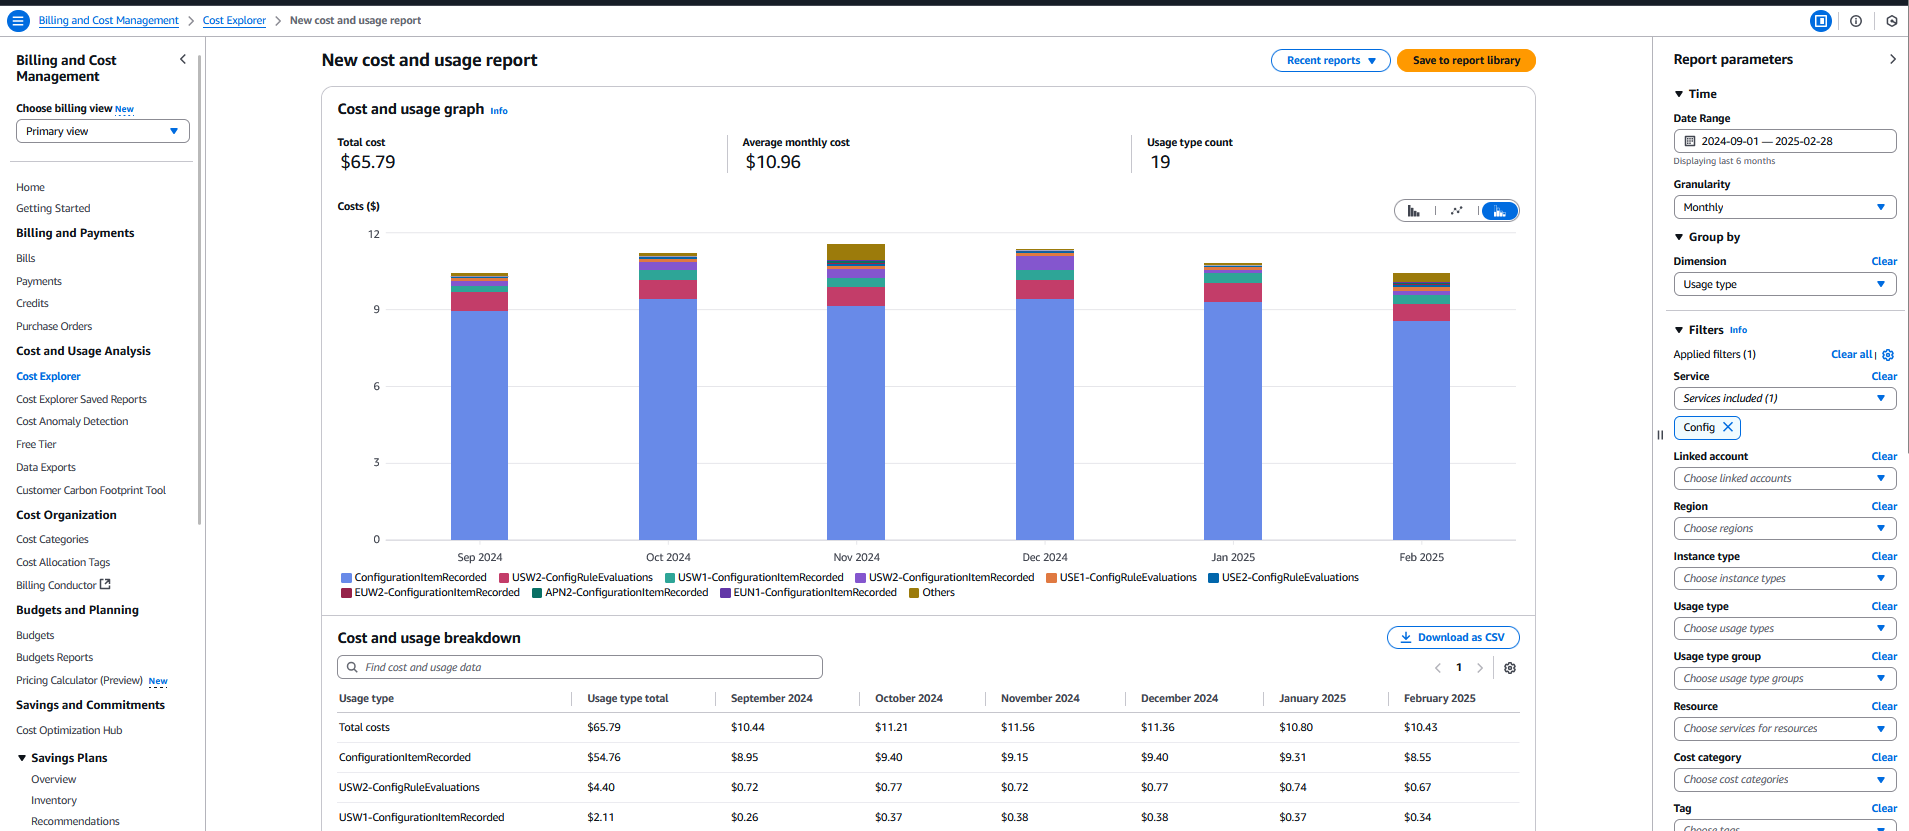 Billing and Cost Management > Cost Explorer > New cost and usage report
Billing and Cost
Management
Choose billing view New
Primary view
Home
Getting Started
Billing and Payments
Bills
Payments
Credits
Purchase Orders
Cost and Usage Analysis
Cost Explorer
Cost Explorer Saved Reports
Cost Anomaly Detection
Free Tier
Data Exports
Customer Carbon Footprint Tool
Cost Organization
Cost Categories
Cost Allocation Tags
Billing Conductor
Budgets and Planning
Budgets
Budgets Reports
Pricing Calculator (Preview) New
Savings and Commitments
Cost Optimization Hub
Savings Plans
Overview
Inventory
Recommendations
New cost and usage report
Recent reports
Save to report library
Cost and usage graph Info
Total cost
$65.79
Average monthly cost
$10.96
Usage type count
19
Costs ($)
12
9
6
3
0
Sep 2024 Oct 2024 Nov 2024 Dec 2024 Jan 2025 Feb 2025
ConfigurationItemRecorded USW2-ConfigRuleEvaluations USW1-ConfigurationItemRecorded USW2-ConfigurationItemRecorded USE1-ConfigRuleEvaluations USE2-ConfigRuleEvaluations
EUW2-ConfigurationItemRecorded APN2-ConfigurationItemRecorded EUN1-ConfigurationItemRecorded Others
Cost and usage breakdown
Download as CSV
Find cost and usage data
1
Usage type Usage type total September 2024 October 2024 November 2024 December 2024 January 2025 February 2025
Total costs $65.79 $10.44 $11.21 $11.56 $11.36 $10.80 $10.43
ConfigurationItemRecorded $54.76 $8.95 $9.40 $9.15 $9.40 $9.31 $8.55
USW2-ConfigRuleEvaluations $4.40 $0.72 $0.77 $0.72 $0.77 $0.74 $0.67
USW1-ConfigurationItemRecorded $2.11 $0.26 $0.37 $0.38 $0.38 $0.37 $0.34
Report parameters
Time
Date Range
2024-09-01 — 2025-02-28
Displaying last 6 months
Granularity
Monthly
Group by
Dimension Clear
Usage type
Filters Info
Applied filters (1) Clear all
Service Clear
Services included (1)
Config
Linked account Clear
Choose linked accounts
Region Clear
Choose regions
Instance type Clear
Choose instance types
Usage type Clear
Choose usage types
Usage type group Clear
Choose usage type groups
Resource Clear
Choose services for resources
Cost category Clear
Choose cost categories
Tag Clear
Choose tags